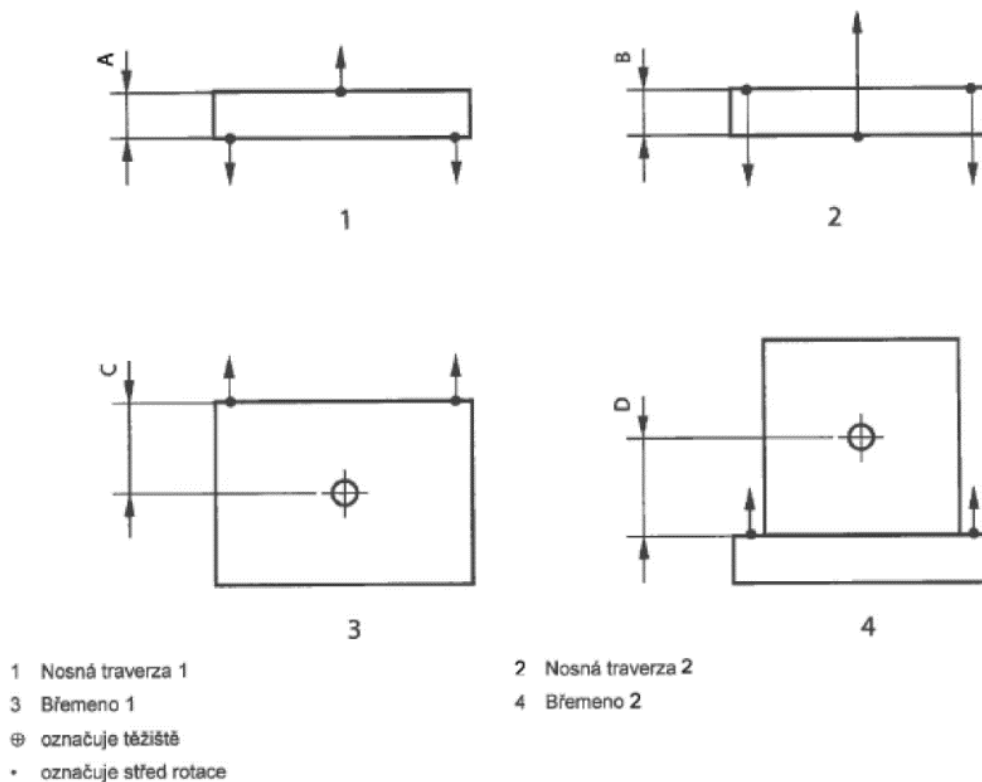 A
B
1
2
C
D
3
4
1 Nosná traverza 1
2 Nosná traverza 2
3 Břemeno 1
4 Břemeno 2
⊕ označuje těžiště
• označuje střed rotace